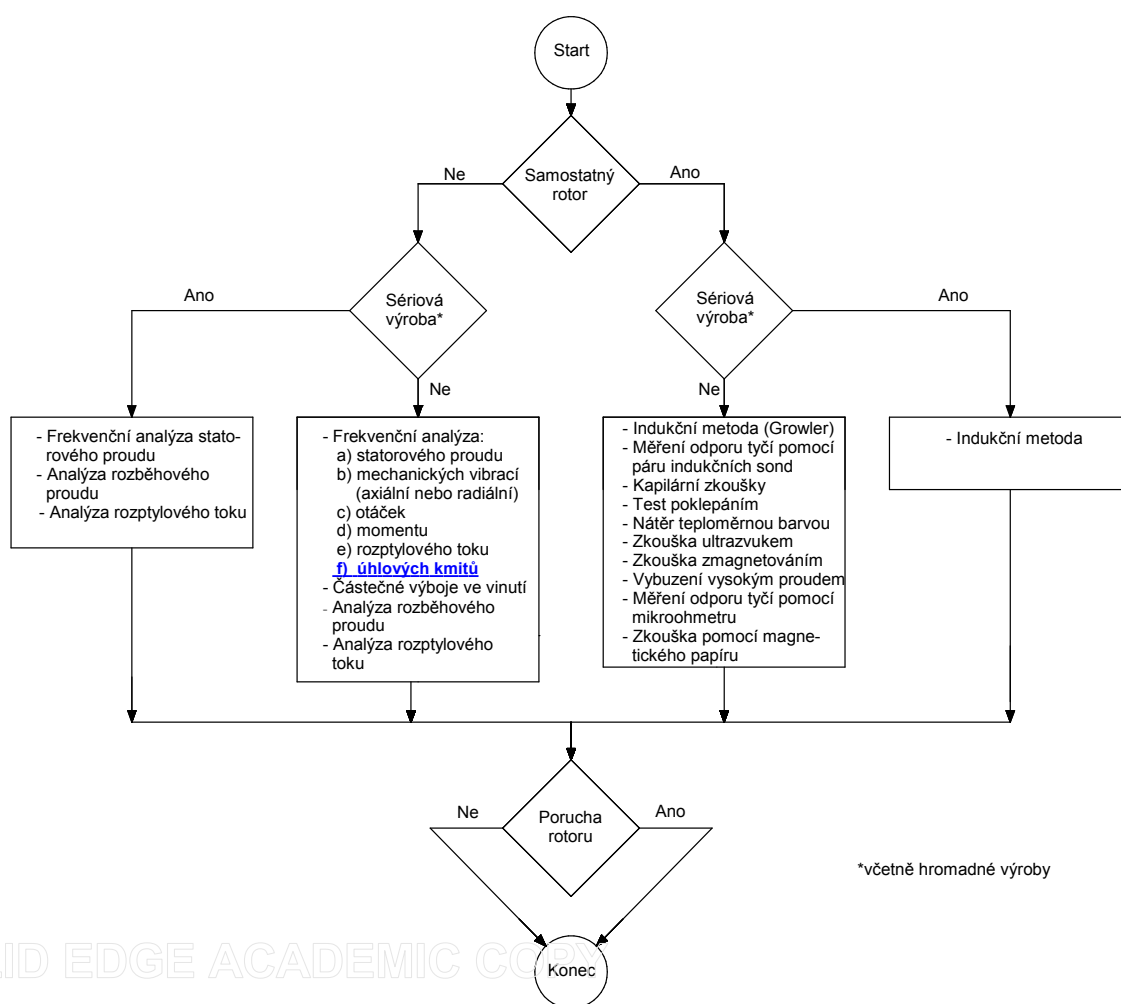 Start
Samostatný
rotor
Ne
Ano
Sériová
výroba*
Ano
Ne
Sériová
výroba*
Ne
Ano
- Frekvenční analýza stato-
rového proudu
- Analýza rozběhového
proudu
- Analýza rozptylového toku
- Frekvenční analýza:
a) statorového proudu
b) mechanických vibrací
(axiální nebo radiální)
c) otáček
d) momentu
e) rozptylového toku
f) úhlových kmitů
- Částečné výboje ve vinutí
- Analýza rozběhového
proudu
- Analýza rozptylového
toku
- Indukční metoda (Growler)
- Měření odporu tyčí pomocí
páru indukčních sond
- Kapilární zkoušky
- Test poklepáním
- Nátěr teploměrnou barvou
- Zkouška ultrazvukem
- Zkouška zmagnetováním
- Vybuzení vysokým proudem
- Měření odporu tyčí pomocí
mikroohmetru
- Zkouška pomocí magne-
tického papíru
- Indukční metoda
Porucha
rotoru
Ne
Ano
*včetně hromadné výroby
Konec
LID EDGE ACADEMIC COPY